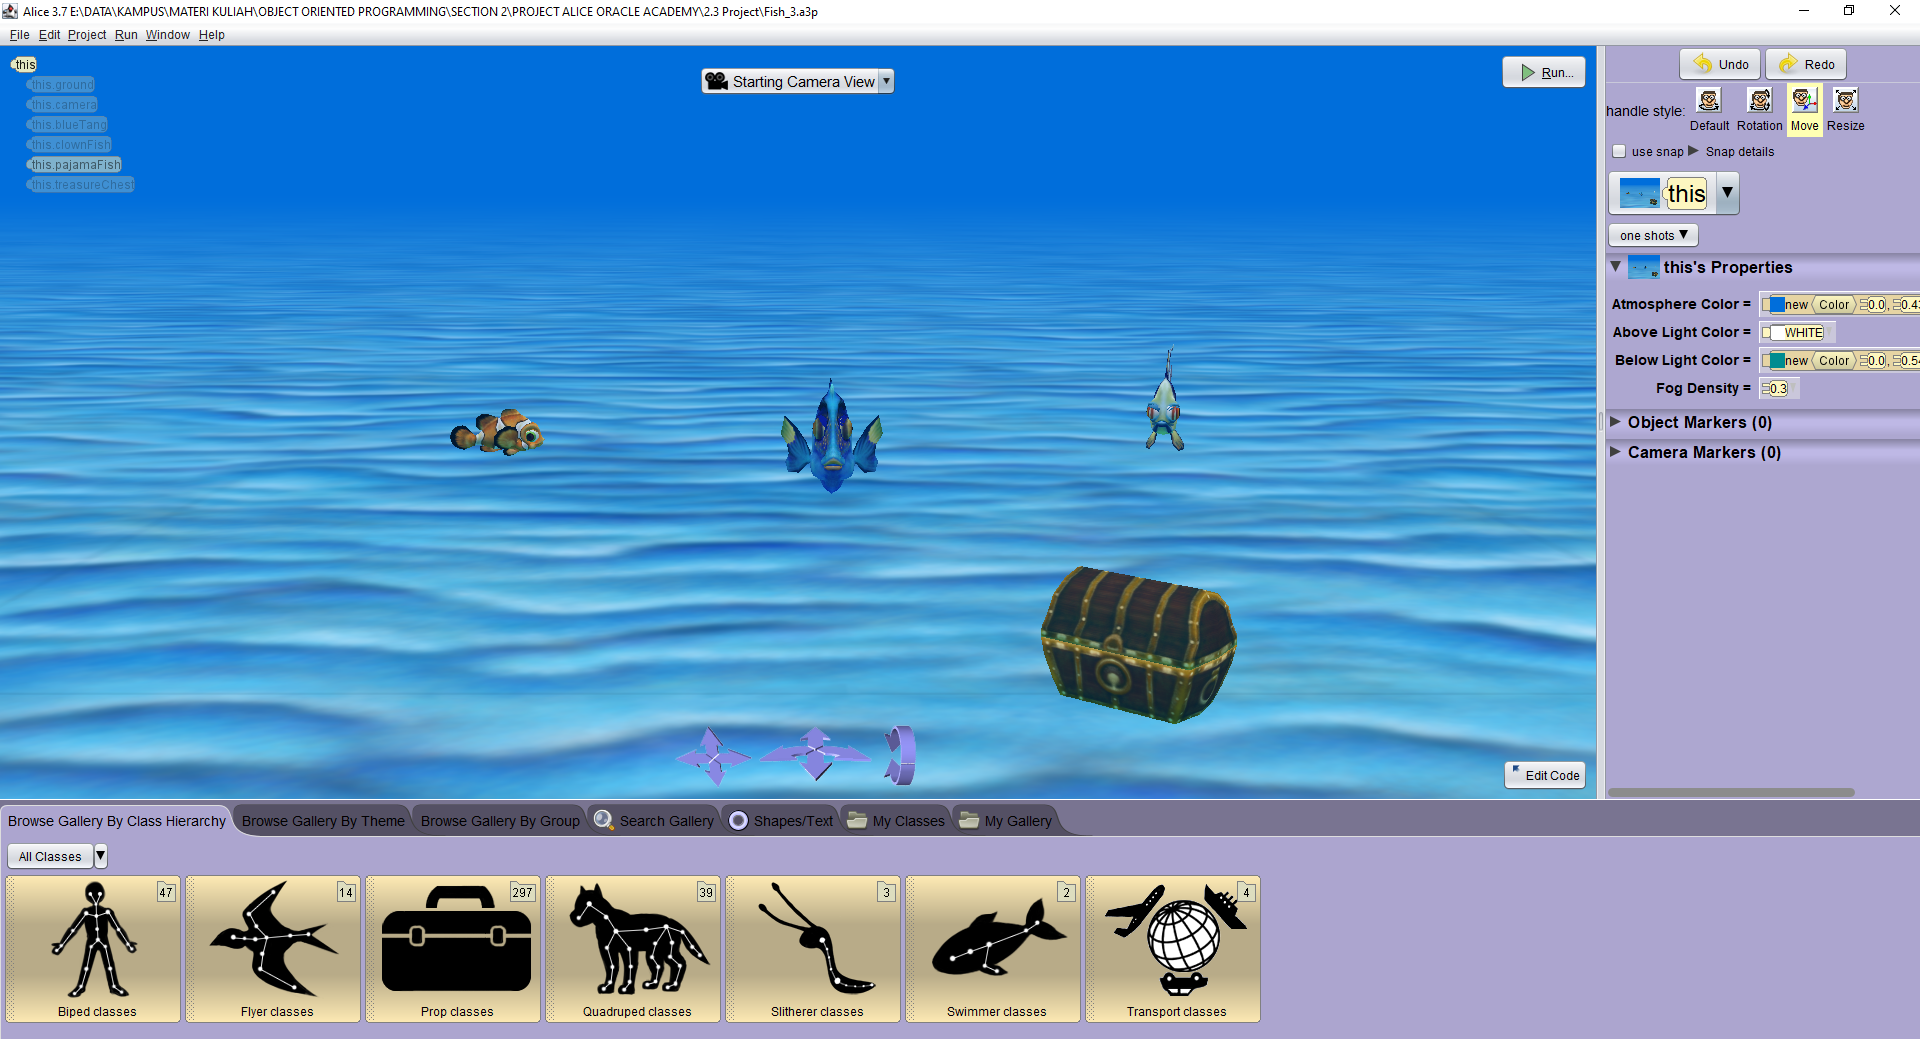 Alice 3.7 E:\DATA\KAMPUS\MATERI KULIAH\OBJECT ORIENTED PROGRAMMING\SECTION 2\PROJECT ALICE ORACLE ACADEMY\2.3 Project\Fish_3.a3p
File Edit Project Run Window Help
this
this.ground
this.camera
this.blueTang
this.clownFish
this.pajamaFish
this.treasureChest
Starting Camera View
Run...
Edit Code
Undo Redo
handle style: Default Rotation Move Resize
use snap Snap details
this
one shots
this's Properties
Atmosphere Color = new Color 0.0, 0.43
Above Light Color = WHITE
Below Light Color = new Color 0.0, 0.54
Fog Density = 0.3
Object Markers (0)
Camera Markers (0)
Browse Gallery By Class Hierarchy Browse Gallery By Theme Browse Gallery By Group Search Gallery Shapes/Text My Classes My Gallery
All Classes
47 14 297 39 3 2 4
Biped classes Flyer classes Prop classes Quadruped classes Slitherer classes Swimmer classes Transport classes